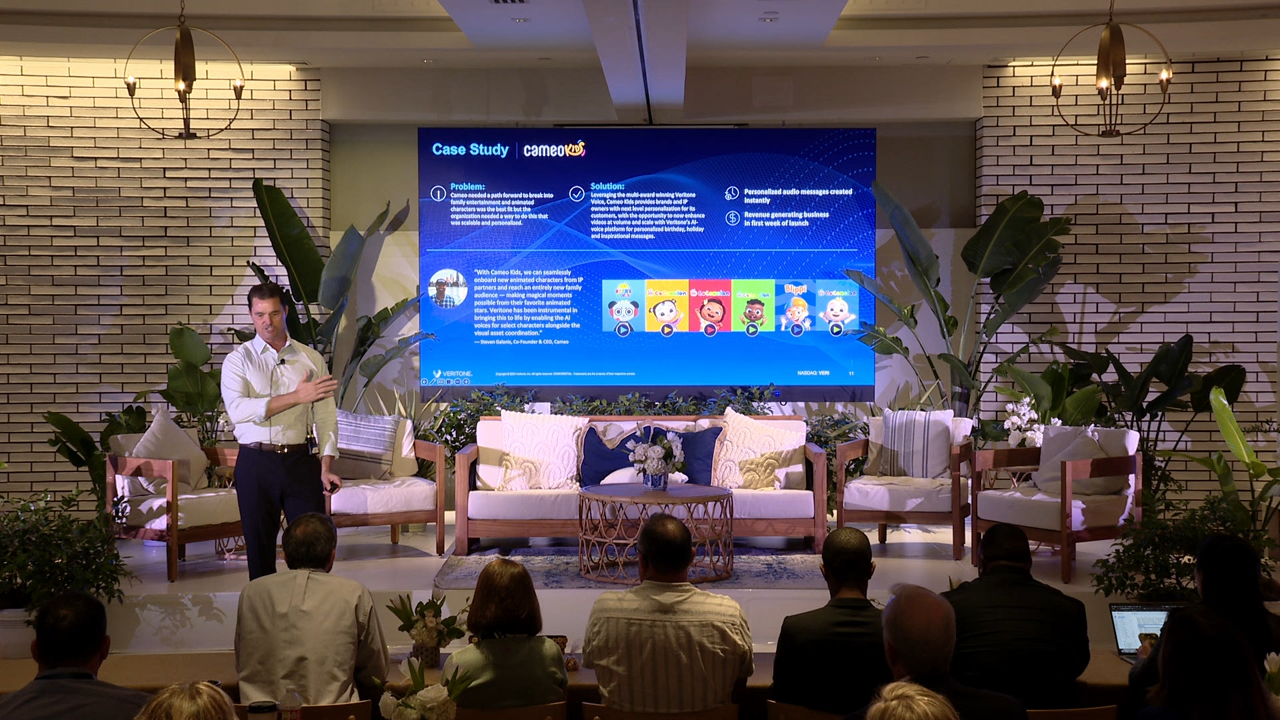 Case Study
cameo KIDS
Problem:
Cameo needed a path forward to break into
family entertainment and animated
characters was the best fit but the
organization needed a way to do this that
was scalable and personalized.
Solution:
Leveraging the multi-award winning Veritone
Voice, Cameo Kids provides brands and IP
owners with next level personalization for its
customers, with the opportunity to now enhance
videos at volume and scale with Veritone's AI-
voice platform for personalized birthday, holiday
and inspirational messages.
Personalized audio messages created
instantly
Revenue generating business
in first week of launch
"With Cameo Kids, we can seamlessly
onboard new animated characters from IP
partners and reach an entirely new family
audience — making magical moments
possible from their favorite animated
stars. Veritone has been instrumental in
bringing this to life by enabling the AI
voices for select characters alongside the
visual asset coordination."
— Steven Galanis, Co-Founder & CEO, Cameo
Blippi
VERITONE.
NASDAQ: VERI
11